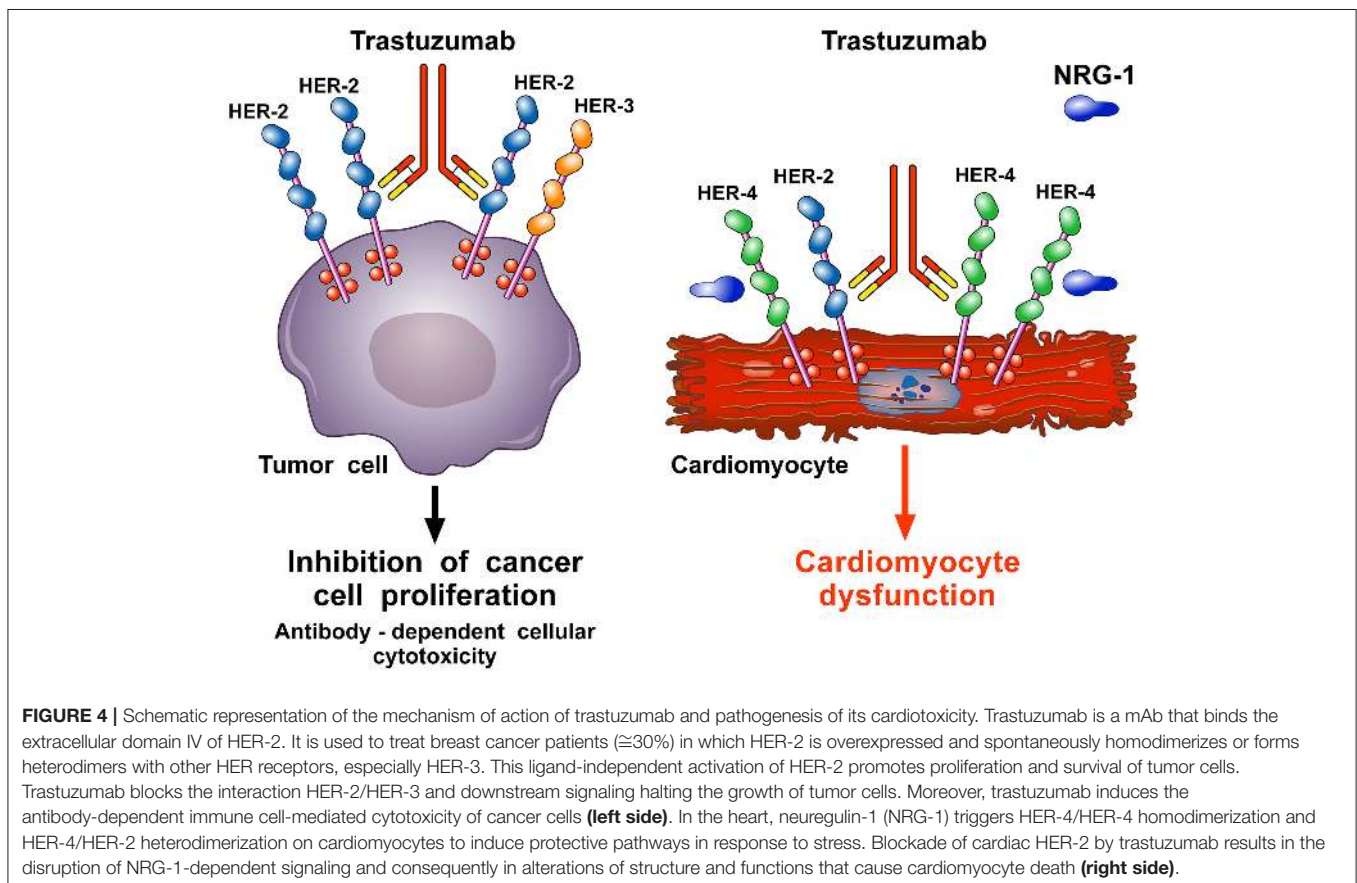 Trastuzumab
HER-2
HER-2
HER-2
HER-3
Tumor cell
Inhibition of cancer
cell proliferation
Antibody - dependent cellular
cytotoxicity
Trastuzumab
NRG-1
HER-4
HER-2
HER-4
HER-4
Cardiomyocyte
Cardiomyocyte
dysfunction
FIGURE 4 | Schematic representation of the mechanism of action of trastuzumab and pathogenesis of its cardiotoxicity. Trastuzumab is a mAb that binds the
extracellular domain IV of HER-2. It is used to treat breast cancer patients (≅30%) in which HER-2 is overexpressed and spontaneously homodimerizes or forms
heterodimers with other HER receptors, especially HER-3. This ligand-independent activation of HER-2 promotes proliferation and survival of tumor cells.
Trastuzumab blocks the interaction HER-2/HER-3 and downstream signaling halting the growth of tumor cells. Moreover, trastuzumab induces the
antibody-dependent immune cell-mediated cytotoxicity of cancer cells (left side). In the heart, neuregulin-1 (NRG-1) triggers HER-4/HER-4 homodimerization and
HER-4/HER-2 heterodimerization on cardiomyocytes to induce protective pathways in response to stress. Blockade of cardiac HER-2 by trastuzumab results in the
disruption of NRG-1-dependent signaling and consequently in alterations of structure and functions that cause cardiomyocyte death (right side).